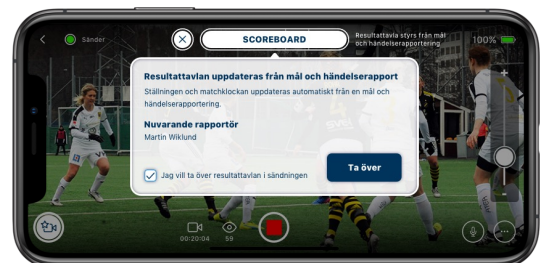 Sänder
SCOREBOARD
Resultattavla styrs från mål
och händelserapportering
100%
Resultattavlan uppdateras från mål och händelserapport
Ställningen och matchklockan uppdateras automatiskt från en mål och
händelserapportering.
Nuvarande rapportör
Martin Wiklund
Jag vill ta över resultattavlan i sändningen
Ta över
00:20:04
59